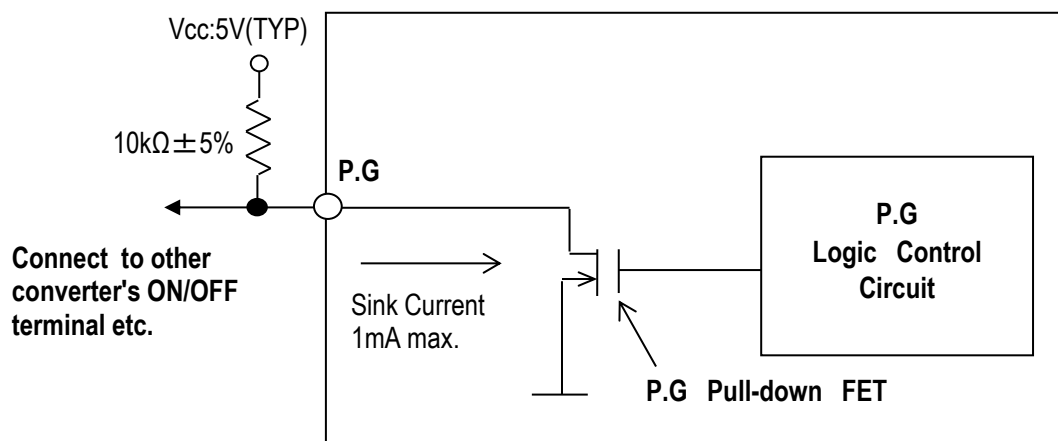 Vcc:5V(TYP)
10kΩ±5%
P.G
Connect to other
converter's ON/OFF
terminal etc.
Sink Current
1mA max.
P.G
Logic Control
Circuit
P.G Pull-down FET